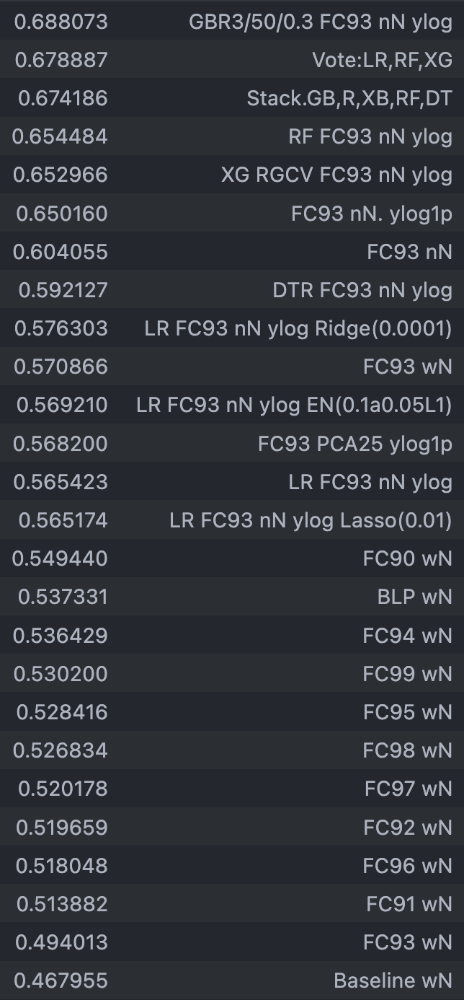 0.688073 GBR3/50/0.3 FC93 nN ylog
0.678887 Vote:LR,RF,XG
0.674186 Stack.GB,R,XB,RF,DT
0.654484 RF FC93 nN ylog
0.652966 XG RGCV FC93 nN ylog
0.650160 FC93 nN. ylog1p
0.604055 FC93 nN
0.592127 DTR FC93 nN ylog
0.576303 LR FC93 nN ylog Ridge(0.0001)
0.570866 FC93 wN
0.569210 LR FC93 nN ylog EN(0.1a0.05L1)
0.568200 FC93 PCA25 ylog1p
0.565423 LR FC93 nN ylog
0.565174 LR FC93 nN ylog Lasso(0.01)
0.549440 FC90 wN
0.537331 BLP wN
0.536429 FC94 wN
0.530200 FC99 wN
0.528416 FC95 wN
0.526834 FC98 wN
0.520178 FC97 wN
0.519659 FC92 wN
0.518048 FC96 wN
0.513882 FC91 wN
0.494013 FC93 wN
0.467955 Baseline wN